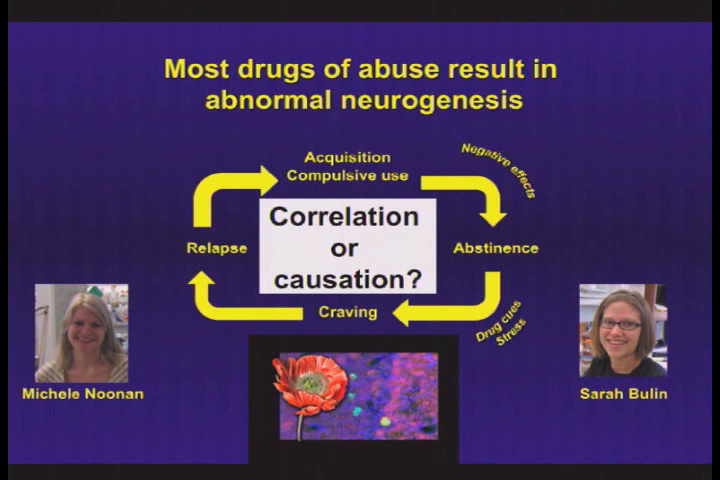 Most drugs of abuse result in
abnormal neurogenesis
Acquisition
Compulsive use
Negative effects
Correlation
or
causation?
Relapse
Abstinence
Craving
Drug cues
Stress
Michele Noonan
Sarah Bulin